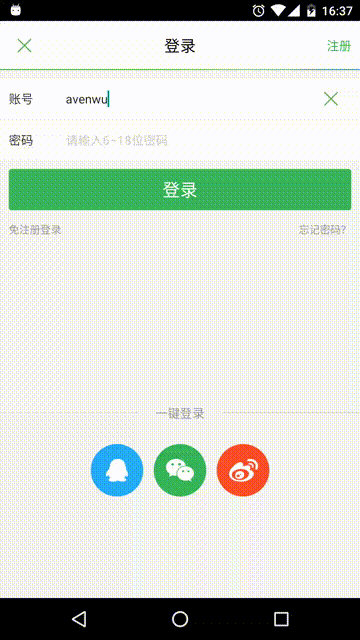 16:37
登录
注册
账号 avenwu
密码 请输入6~18位密码
登录
免注册登录 忘记密码?
一键登录